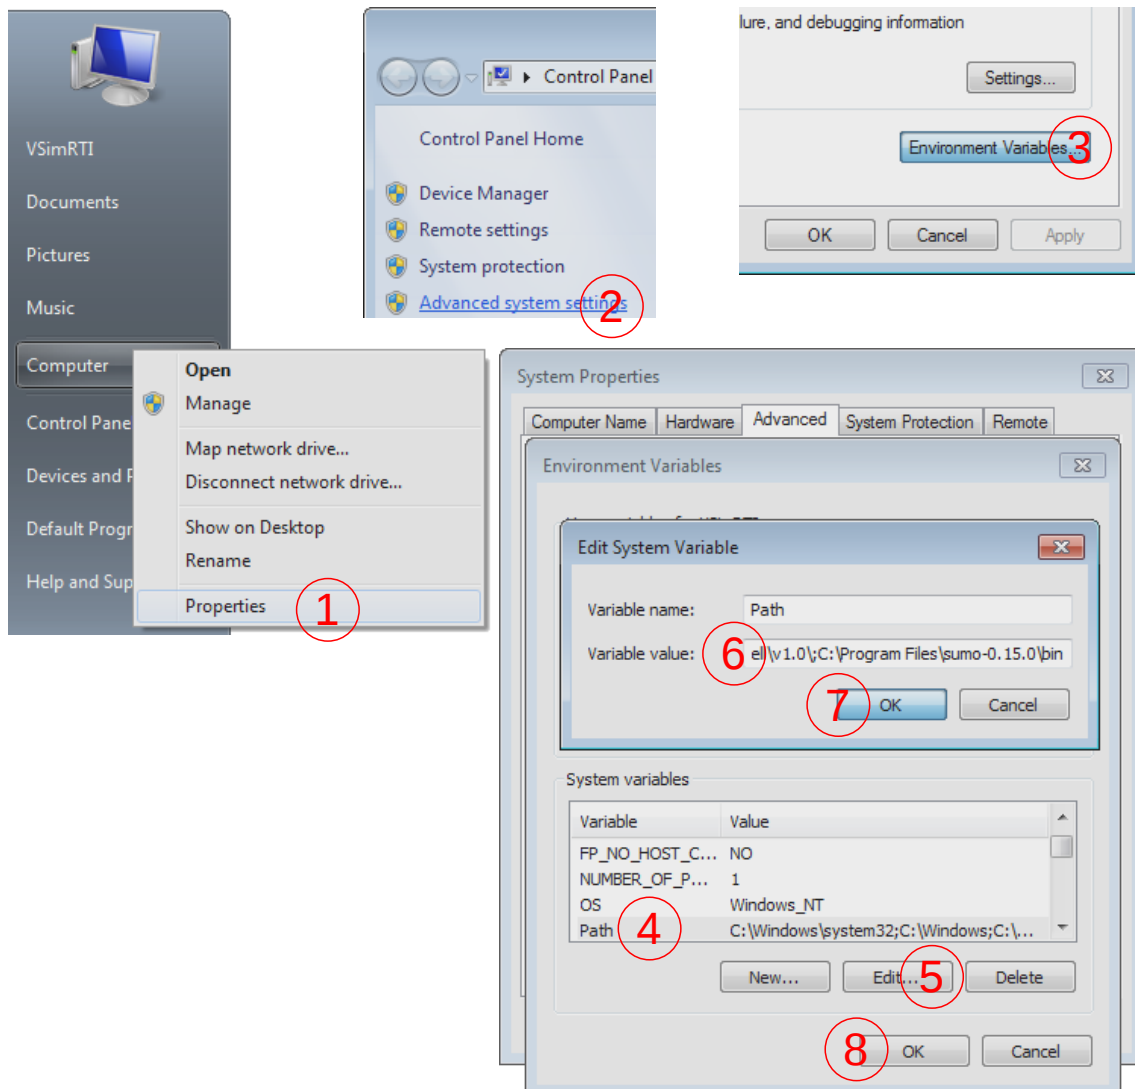 VSimRTI
Documents
Pictures
Music
Computer
Control Pane
Devices and P
Default Progr
Help and Sup
Open
Manage
Map network drive...
Disconnect network drive...
Show on Desktop
Rename
Properties
1
Control Panel
Control Panel Home
Device Manager
Remote settings
System protection
Advanced system settings
2
lure, and debugging information
Settings...
Environment Variables...
3
OK Cancel Apply
System Properties
Computer Name Hardware Advanced System Protection Remote
Environment Variables
Edit System Variable
Variable name: Path
Variable value: 6 ell\v1.0\;C:\Program Files\sumo-0.15.0\bin
7 OK Cancel
System variables
Variable Value
FP_NO_HOST_C... NO
NUMBER_OF_P... 1
OS Windows_NT
Path 4 C:\Windows\system32;C:\Windows;C:\...
New... Edit... 5 Delete
8 OK Cancel